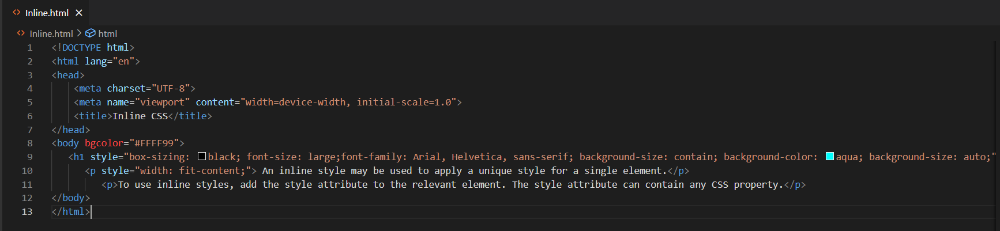 Inline.html
Inline.html > html
1 <!DOCTYPE html>
2 <html lang="en">
3 <head>
4 <meta charset="UTF-8">
5 <meta name="viewport" content="width=device-width, initial-scale=1.0">
6 <title>Inline CSS</title>
7 </head>
8 <body bgcolor="#FFFF99">
9 <h1 style="box-sizing: black; font-size: large;font-family: Arial, Helvetica, sans-serif; background-size: contain; background-color: aqua; background-size: auto;"
10 <p style="width: fit-content;"> An inline style may be used to apply a unique style for a single element.</p>
11 <p>To use inline styles, add the style attribute to the relevant element. The style attribute can contain any CSS property.</p>
12 </body>
13 </html>